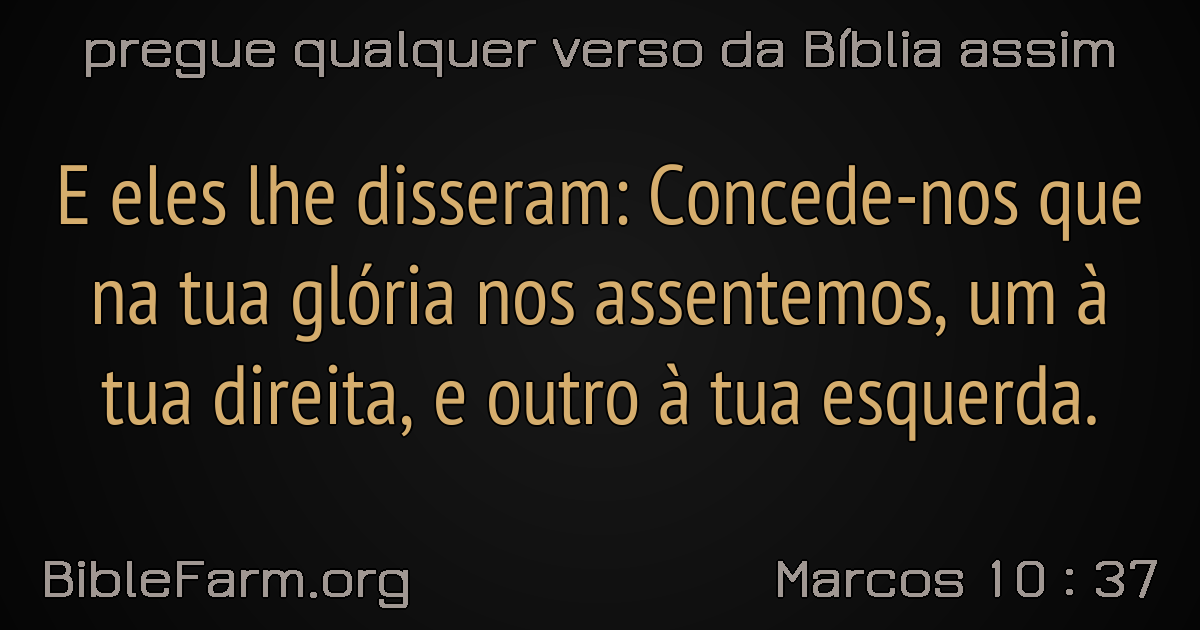 pregue qualquer verso da Bíblia assim
E eles lhe disseram: Concede-nos que
na tua glória nos assentemos, um à
tua direita, e outro à tua esquerda.
BibleFarm.org
Marcos 10 : 37